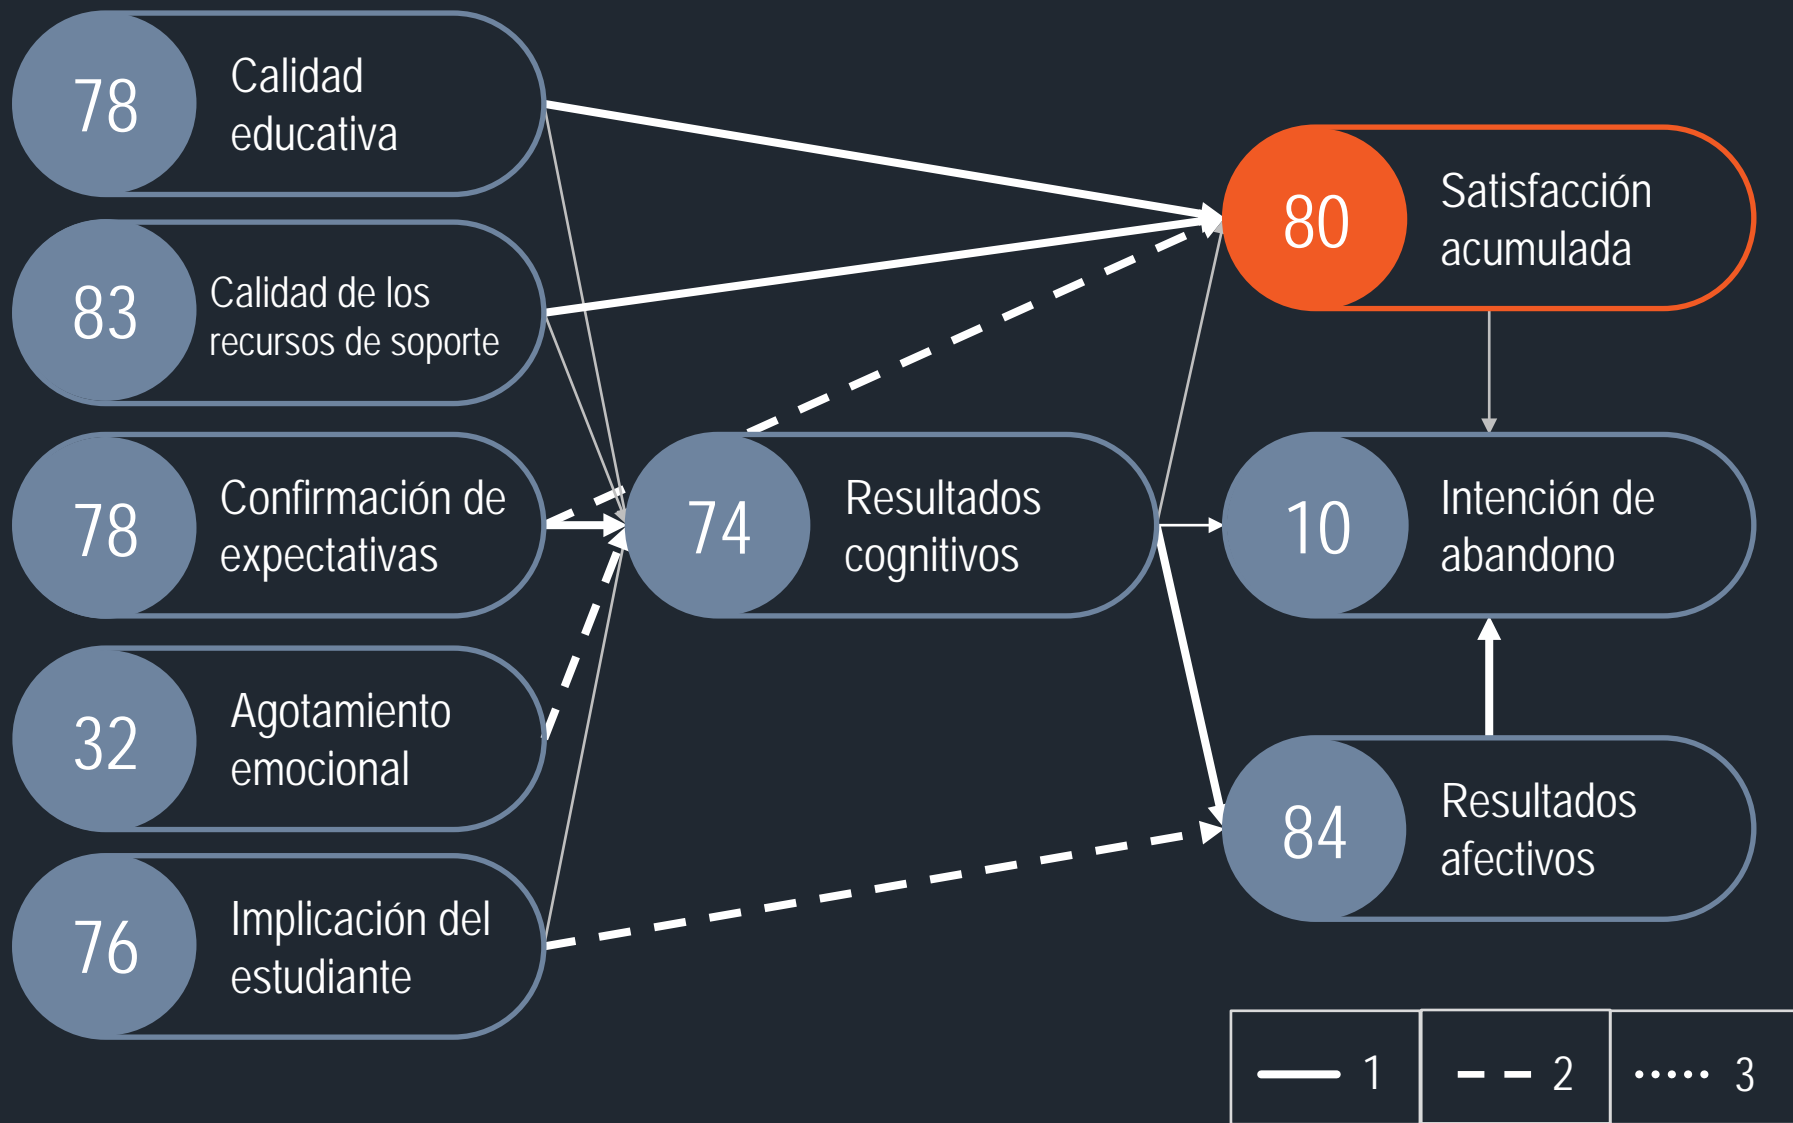 78
Calidad
educativa
83
Calidad de los
recursos de soporte
78
Confirmación de
expectativas
32
Agotamiento
emocional
76
Implicación del
estudiante
74
Resultados
cognitivos
80
Satisfacción
acumulada
10
Intención de
abandono
84
Resultados
afectivos
1
2
3